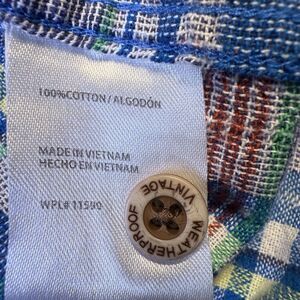 100%COTTON / ALGODÓN
MADE IN VIETNAM
HECHO EN VIETNAM
WPL# 11590
WEATHERPROOF
VINTAGE